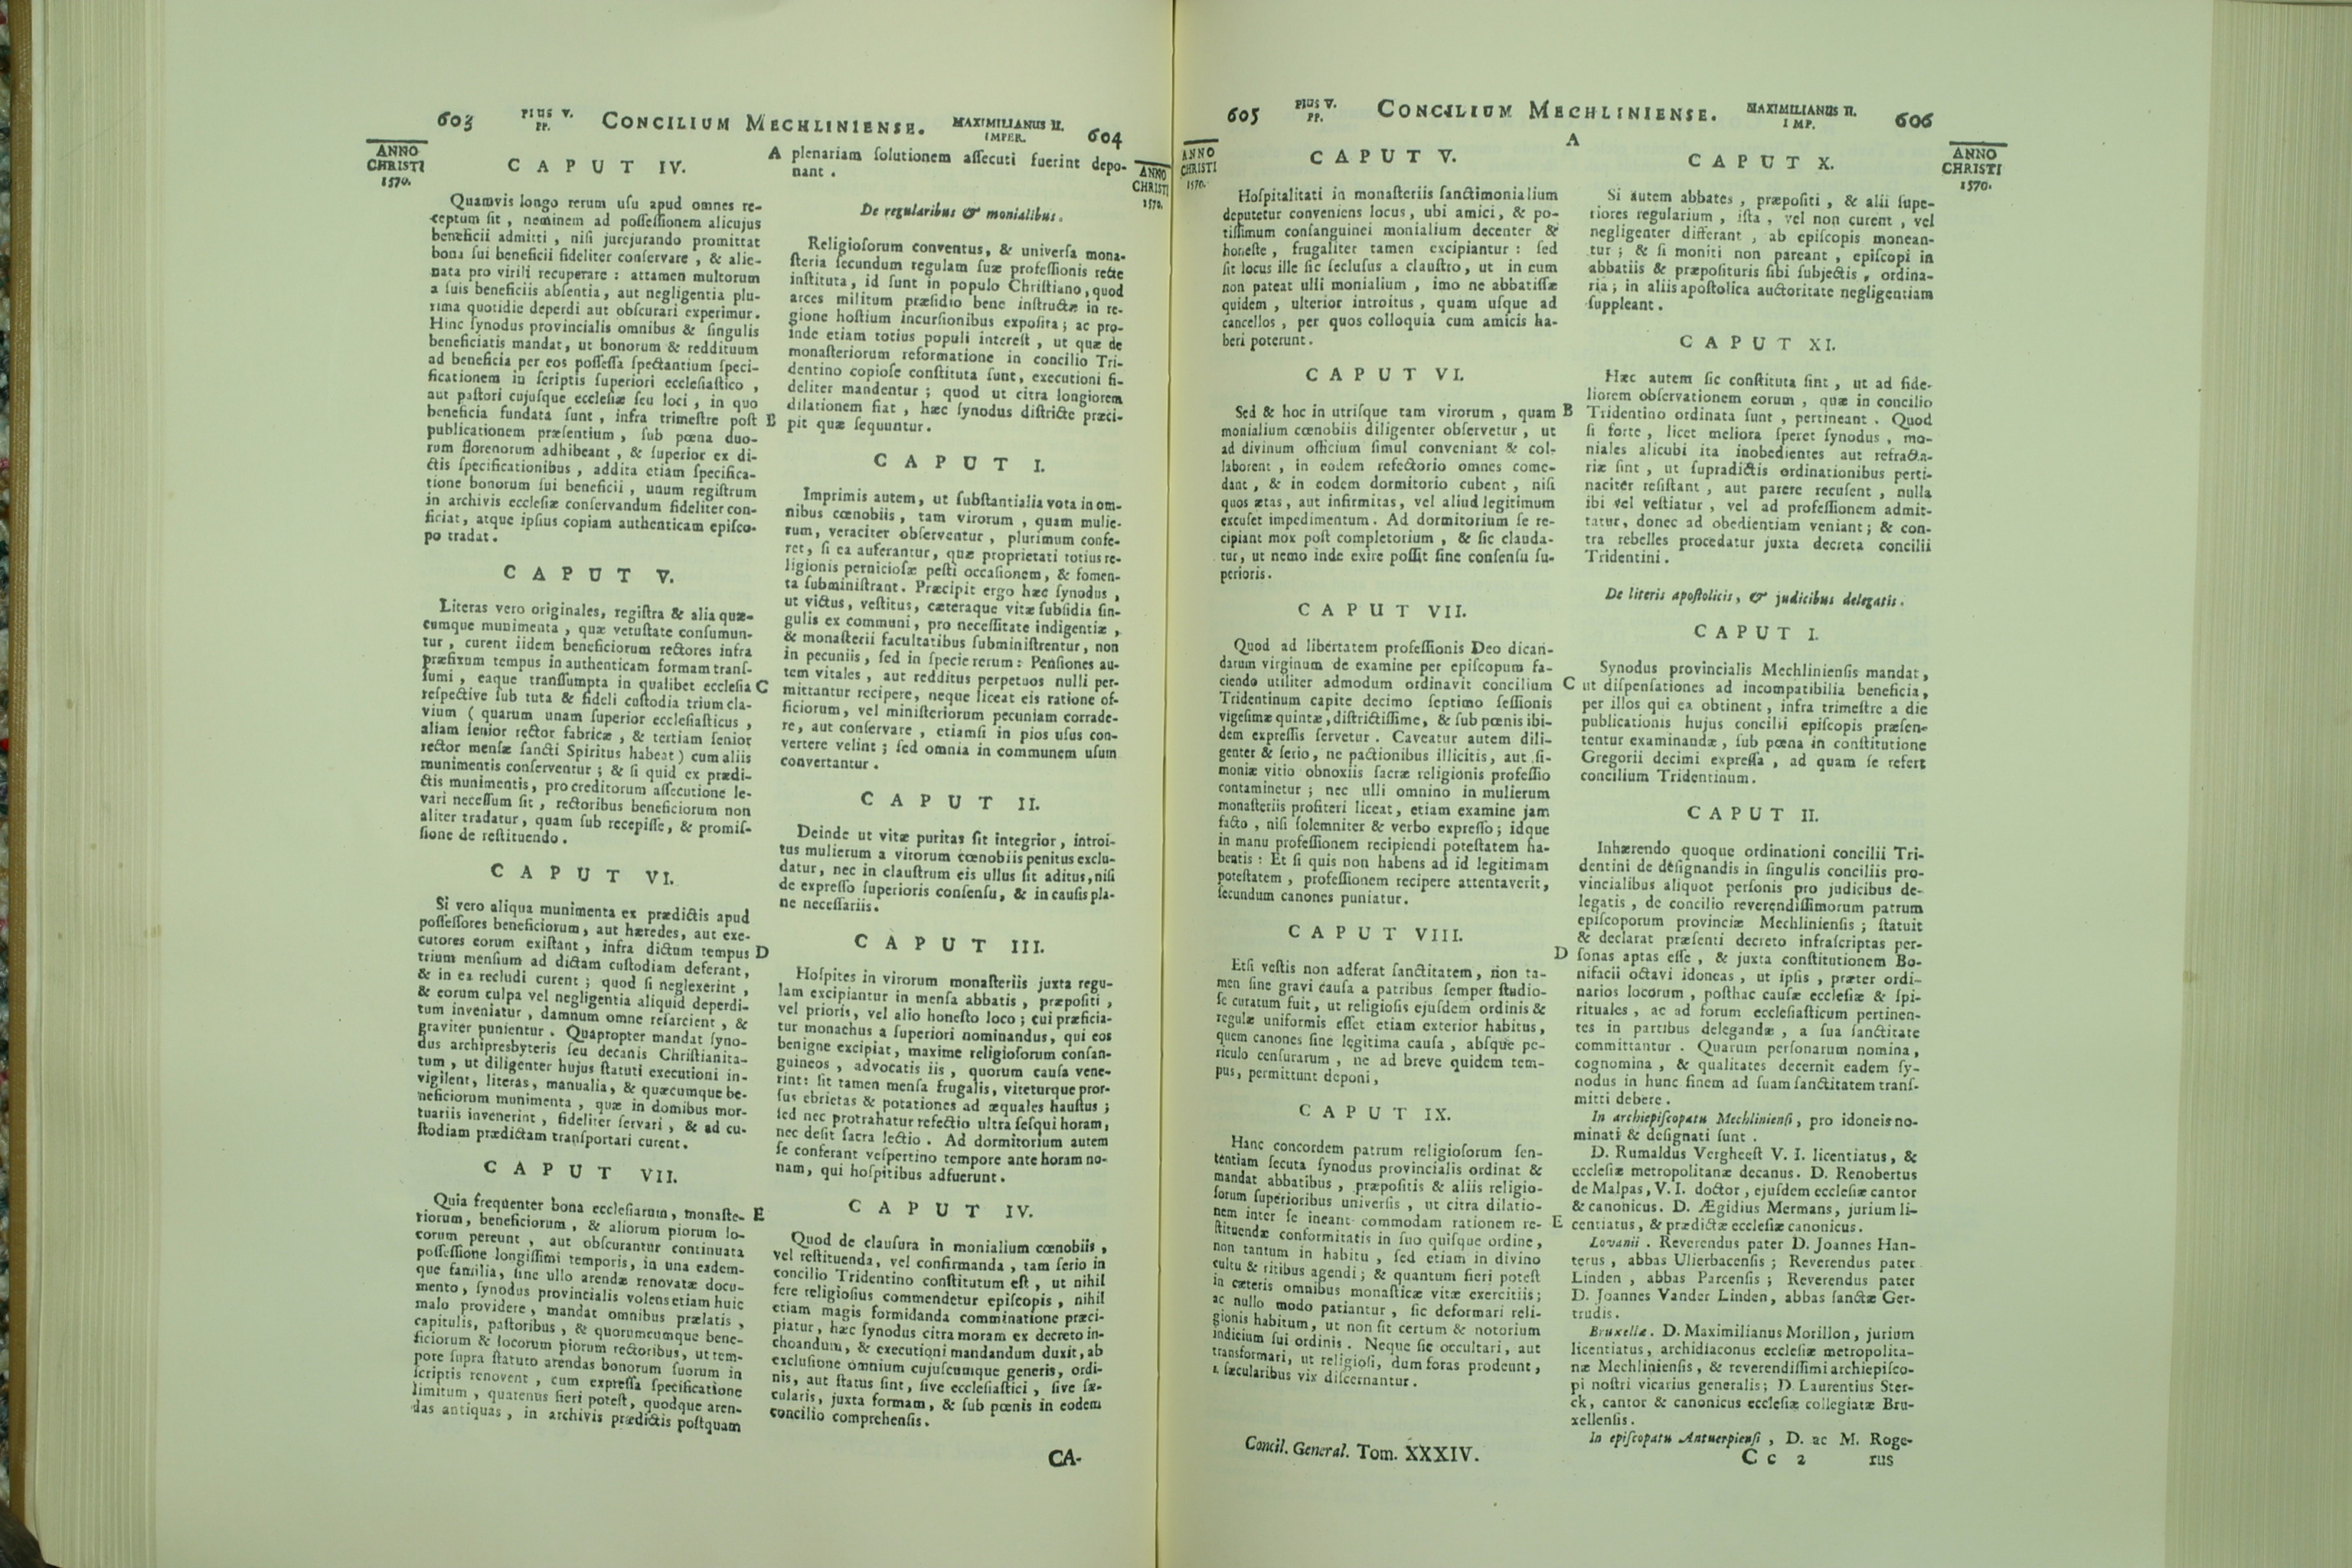 603
PIUS V.
PP.
CONCILIUM MECHLINIENSE.
MAXIMILIANUS II.
IMPER.
604
ANNO
CHRISTI
1570.
CAPUT IV.
Quamvis longo rerum uſu apud omnes re-
ceptum ſit, neminem ad poſſeſſionem alicujus
beneficii admitti, niſi jurejurando promittat
bona ſui beneficii fideliter conſervare, & alie-
nata pro virili recuperare: attamen multorum
a ſuis beneficiis abſentia, aut negligentia plu-
rima quotidie deperdi aut obſcurari experimur.
Hinc ſynodus provincialis omnibus & ſingulis
beneficiatis mandat, ut bonorum & reddituum
ad beneficia per eos poſſeſſa ſpectantium ſpeci-
ficationem in ſcriptis ſuperiori eccleſiaſtico,
aut paſtori cujuſque eccleſiæ ſeu loci, in quo
beneficia fundata ſunt, infra trimeſtre poſt
publicationem præſentium, ſub pœna duo-
rum florenorum adhibeant, & ſuperior ex di-
ctis ſpecificationibus, addita etiam ſpecifica-
tione bonorum ſui beneficii, unum regiſtrum
in archivis eccleſiæ conſervandum fideliter con-
ficiat, atque ipſius copiam authenticam epiſco-
po tradat.
CAPUT V.
Literas vero originales, regiſtra & alia quæ-
cumque munimenta, quæ vetuſtate conſumun-
tur, curent iidem beneficiorum rectores infra
præfixum tempus in authenticam formam tranſ-
ſumi, eaque tranſſumpta in qualibet eccleſia
reſpective ſub tuta & fideli cuſtodia trium cla-
vium (quarum unam ſuperior eccleſiaſticus,
aliam ſenior rector fabricæ, & tertiam ſenior
rector menſæ ſancti Spiritus habeat) cum aliis
munimentis conſerventur; & ſi quid ex prædi-
ctis munimentis, pro creditorum aſſecutione le-
vari neceſſum ſit, rectoribus beneficiorum non
aliter tradatur, quam ſub recepiſſe, & promiſ-
ſione de reſtituendo.
CAPUT VI.
Si vero aliqua munimenta ex prædictis apud
poſſeſſores beneficiorum, aut hæredes, aut exe-
cutores eorum exiſtant, infra dictum tempus
trium menſium ad dictam cuſtodiam deferant,
& in ea recludi curent; quod ſi neglexerint,
& eorum culpa vel negligentia aliquid deperdi-
tum inveniatur, damnum omne reſarcient, &
graviter punientur. Quapropter mandat ſyno-
dus archipresbyteris ſeu decanis Chriſtianita-
tum, ut diligenter hujus ſtatuti executioni in-
vigilent, literas, manualia, & quæcumque be-
neficiorum munimenta, quæ in domibus mor-
tuariis invenerint, fideliter ſervari, & ad cu-
ſtodiam prædictam tranſportari curent.
CAPUT VII.
Quia frequenter bona eccleſiarum, monaſte-
riorum, beneficiorum, & aliorum piorum lo-
corum pereunt, aut obſcurantur continuata
poſſeſſione longiſſimi temporis, in una eadem-
que familia, ſine ullo arendæ renovatæ docu-
mento, ſynodus provincialis volens etiam huic
malo providere, mandat omnibus prælatis,
capitulis, paſtoribus, & quorumcumque bene-
ficiorum & locorum piorum rectoribus, ut tem-
pore ſupra ſtatuto arendas bonorum ſuorum in
ſcriptis renovent, cum expreſſa ſpecificatione
limitum, quatenus fieri poteſt, quodque aren-
das antiquas, in archivis prædictis poſtquam
A
B
C
D
E
plenariam ſolutionem aſſecuti fuerint depo-
nant.
ANNO
CHRISTI
1570.
De regularibus & monialibus.
Religioſorum conventus, & univerſa mona-
ſteria ſecundum regulam ſuæ profeſſionis recte
inſtituta, id ſunt in populo Chriſtiano, quod
arces militum præſidio bene inſtructæ in re-
gione hoſtium incurſionibus expoſita; ac pro-
inde etiam totius populi intereſt, ut quæ de
monaſteriorum reformatione in concilio Tri-
dentino copioſe conſtituta ſunt, executioni fi-
deliter mandentur; quod ut citra longiorem
dilationem fiat, hæc ſynodus diſtricte præci-
pit quæ ſequuntur.
CAPUT I.
Imprimis autem, ut ſubſtantialia vota in om-
nibus cœnobiis, tam virorum, quam mulie-
rum, veraciter obſerventur, plurimum confe-
ret, ſi ea auferantur, quæ proprietati totius re-
ligionis pernicioſæ peſti occaſionem, & fomen-
ta ſubminiſtrant. Præcipit ergo hæc ſynodus,
ut victus, veſtitus, cæteraque vitæ ſubſidia ſin-
gulis ex communi, pro neceſſitate indigentiæ,
& monaſterii facultatibus ſubminiſtrentur, non
in pecuniis, ſed in ſpecie rerum: Penſiones au-
tem vitales, aut redditus perpetuos nulli per-
mittantur recipere, neque liceat eis ratione of-
ficiorum, vel miniſteriorum pecuniam corrade-
re, aut conſervare, etiamſi in pios uſus con-
vertere velint; ſed omnia in communem uſum
convertantur.
CAPUT II.
Deinde ut vitæ puritas ſit integrior, introi-
tus mulierum a virorum cœnobiis penitus exclu-
datur, nec in clauſtrum eis ullus ſit aditus, niſi
de expreſſo ſuperioris conſenſu, & in cauſis pla-
ne neceſſariis.
CAPUT III.
Hoſpites in virorum monaſteriis juxta regu-
lam excipiantur in menſa abbatis, præpoſiti,
vel prioris, vel alio honeſto loco; cui præficia-
tur monachus a ſuperiori nominandus, qui eos
benigne excipiat, maxime religioſorum conſan-
guineos, advocatis iis, quorum cauſa vene-
rint: ſit tamen menſa frugalis, viteturque pror-
ſus ebrietas & potationes ad æquales hauſtus;
ſed nec protrahatur refectio ultra ſeſqui horam,
nec deſit ſacra lectio. Ad dormitorium autem
ſe conferant veſpertino tempore ante horam no-
nam, qui hoſpitibus adfuerunt.
CAPUT IV.
Quod de clauſura in monialium cœnobiis,
vel reſtituenda, vel confirmanda, tam ſerio in
concilio Tridentino conſtitutum eſt, ut nihil
fere religioſius commendetur epiſcopis, nihil
etiam magis formidanda comminatione præci-
piatur, hæc ſynodus citra moram ex decreto in-
choandum, & executioni mandandum duxit, ab
excluſione omnium cujuſcumque generis, ordi-
nis, aut ſtatus ſint, ſive eccleſiaſtici, ſive ſæ-
cularis, juxta formam, & ſub pœnis in eodem
concilio comprehenſis.
CA-
605
PIUS V.
PP.
CONCILIUM MECHLINIENSE.
MAXIMILIANUS II.
IMP.
606
ANNO
CHRISTI
1570.
CAPUT V.
Hoſpitalitati in monaſteriis ſanctimonialium
deputetur conveniens locus, ubi amici, & po-
tiſſimum conſanguinei monialium decenter &
honeſte, frugaliter tamen excipiantur: ſed
ſit locus ille ſic ſecluſus a clauſtro, ut in eum
non pateat ulli monialium, imo ne abbatiſſæ
quidem, ulterior introitus, quam uſque ad
cancellos, per quos colloquia cum amicis ha-
beri poterunt.
CAPUT VI.
Sed & hoc in utriſque tam virorum, quam
monialium cœnobiis diligenter obſervetur, ut
ad divinum officium ſimul conveniant & col-
laborent, in eodem refectorio omnes come-
dant, & in eodem dormitorio cubent, niſi
quos ætas, aut infirmitas, vel aliud legitimum
excuſet impedimentum. Ad dormitorium ſe re-
cipiant mox poſt completorium, & ſic clauda-
tur, ut nemo inde exire poſſit ſine conſenſu ſu-
perioris.
CAPUT VII.
Quod ad libertatem profeſſionis Deo dican-
darum virginum de examine per epiſcopum fa-
ciendo utiliter admodum ordinavit concilium
Tridentinum capite decimo ſeptimo ſeſſionis
vigeſimæ quintæ, diſtrictiſſime, & ſub pœnis ibi-
dem expreſſis ſervetur. Caveatur autem dili-
genter & ſerio, ne pactionibus illicitis, aut ſi-
moniæ vitio obnoxiis ſacræ religionis profeſſio
contaminetur; nec ulli omnino in mulierum
monaſteriis profiteri liceat, etiam examine jam
facto, niſi ſolemniter & verbo expreſſo; idque
in manu profeſſionem recipiendi poteſtatem ha-
beatis: Et ſi quis non habens ad id legitimam
poteſtatem, profeſſionem recipere attentaverit,
ſecundum canones puniatur.
CAPUT VIII.
Etſi veſtis non adferat ſanctitatem, non ta-
men ſine gravi cauſa a patribus ſemper ſtudio-
ſe curatum fuit, ut religioſis ejuſdem ordinis &
regulæ uniformis eſſet etiam exterior habitus,
quem canones ſine legitima cauſa, abſque pe-
riculo cenſurarum, ne ad breve quidem tem-
pus, permittunt deponi,
CAPUT IX.
Hanc concordem patrum religioſorum ſen-
tentiam ſecuta ſynodus provincialis ordinat &
mandat abbatibus, præpoſitis & aliis religio-
ſorum ſuperioribus univerſis, ut citra dilatio-
nem inter ſe ineant commodam rationem re-
ſtituendæ conformitatis in ſuo quiſque ordine,
non tantum in habitu, ſed etiam in divino
cultu & ritibus agendi; & quantum fieri poteſt
in cæteris omnibus monaſticæ vitæ exercitiis;
ac nullo modo patiantur, ſic deformari reli-
gionis habitum, ut non ſit certum & notorium
indicium ſui ordinis. Neque ſic occultari, aut
transformari, ut religioſi, dum foras prodeunt,
a ſæcularibus vix diſcernantur.
Concil. General. Tom. XXXIV.
A
B
C
D
E
ANNO
CHRISTI
1570.
CAPUT X.
Si autem abbates, præpoſiti, & alii ſupe-
riores regularium, iſta, vel non curent, vel
negligenter differant, ab epiſcopis monean-
tur; & ſi moniti non pareant, epiſcopi in
abbatiis & præpoſituris ſibi ſubjectis, ordina-
ria; in aliis apoſtolica auctoritate negligentiam
ſuppleant.
CAPUT XI.
Hæc autem ſic conſtituta ſint, ut ad fide-
liorem obſervationem eorum, quæ in concilio
Tridentino ordinata ſunt, pertineant. Quod
ſi forte, licet meliora ſperet ſynodus, mo-
niales alicubi ita inobedientes aut refracta-
riæ ſint, ut ſupradictis ordinationibus perti-
naciter reſiſtant, aut parere recuſent, nulla
ibi vel veſtiatur, vel ad profeſſionem admit-
tatur, donec ad obedientiam veniant; & con-
tra rebelles procedatur juxta decreta concilii
Tridentini.
De literis apoſtolicis, & judicibus delegatis.
CAPUT I.
Synodus provincialis Mechlinienſis mandat,
ut diſpenſationes ad incompatibilia beneficia,
per illos qui ea obtinent, infra trimeſtre a die
publicationis hujus concilii epiſcopis præſen-
tentur examinandæ, ſub pœna in conſtitutione
Gregorii decimi expreſſa, ad quam ſe refert
concilium Tridentinum.
CAPUT II.
Inhærendo quoque ordinationi concilii Tri-
dentini de deſignandis in ſingulis conciliis pro-
vincialibus aliquot perſonis pro judicibus de-
legatis, de concilio reverendiſſimorum patrum
epiſcoporum provinciæ Mechlinienſis; ſtatuit
& declarat præſenti decreto infraſcriptas per-
ſonas aptas eſſe, & juxta conſtitutionem Bo-
nifacii octavi idoneas, ut ipſis, præter ordi-
narios locorum, poſthac cauſæ eccleſiæ & ſpi-
rituales, ac ad forum eccleſiaſticum pertinen-
tes in partibus delegandæ, a ſua ſanctitate
committantur. Quarum perſonarum nomina,
cognomina, & qualitates decernit eadem ſy-
nodus in hunc finem ad ſuam ſanctitatem tranſ-
mitti debere.
In archiepiſcopatu Mechlinienſi, pro idoneis no-
minati & deſignati ſunt.
D. Rumaldus Vergheeſt V. I. licentiatus, &
eccleſiæ metropolitanæ decanus. D. Renobertus
de Malpas, V. I. doctor, ejuſdem eccleſiæ cantor
& canonicus. D. Ægidius Mermans, jurium li-
centiatus, & prædictæ eccleſiæ canonicus.
Lovanii. Reverendus pater D. Joannes Han-
terus, abbas Ulierbacenſis; Reverendus pater
Linden, abbas Parcenſis; Reverendus pater
D. Joannes Vander Linden, abbas ſanctæ Ger-
trudis.
Bruxellæ. D. Maximilianus Morillon, jurium
licentiatus, archidiaconus eccleſiæ metropolita-
næ Mechlinienſis, & reverendiſſimi archiepiſco-
pi noſtri vicarius generalis; D. Laurentius Ster-
ck, cantor & canonicus eccleſiæ collegiatæ Bru-
xellenſis.
In epiſcopatu Antuerpienſi, D. ac M. Roge-
Cc 2
rus